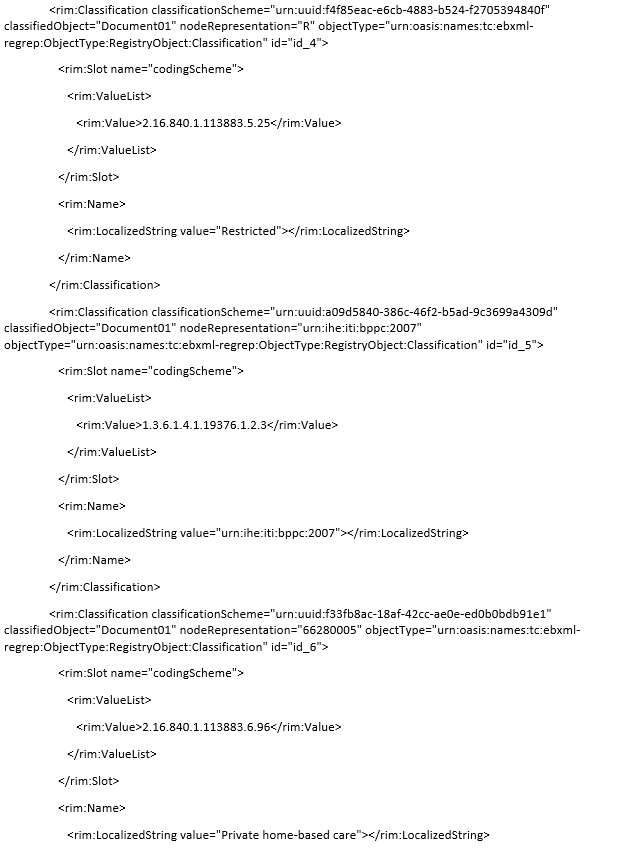 <rim:Classification classificationScheme="urn:uuid:f4f85eac-e6cb-4883-b524-f2705394840f"
classifiedObject="Document01" nodeRepresentation="R" objectType="urn:oasis:names:tc:ebxml-
regrep:ObjectType:RegistryObject:Classification" id="id_4">
<rim:Slot name="codingScheme">
<rim:ValueList>
<rim:Value>2.16.840.1.113883.5.25</rim:Value>
</rim:ValueList>
</rim:Slot>
<rim:Name>
<rim:LocalizedString value="Restricted"></rim:LocalizedString>
</rim:Name>
</rim:Classification>
<rim:Classification classificationScheme="urn:uuid:a09d5840-386c-46f2-b5ad-9c3699a4309d"
classifiedObject="Document01" nodeRepresentation="urn:ihe:iti:bppc:2007"
objectType="urn:oasis:names:tc:ebxml-regrep:ObjectType:RegistryObject:Classification" id="id_5">
<rim:Slot name="codingScheme">
<rim:ValueList>
<rim:Value>1.3.6.1.4.1.19376.1.2.3</rim:Value>
</rim:ValueList>
</rim:Slot>
<rim:Name>
<rim:LocalizedString value="urn:ihe:iti:bppc:2007"></rim:LocalizedString>
</rim:Name>
</rim:Classification>
<rim:Classification classificationScheme="urn:uuid:f33fb8ac-18af-42cc-ae0e-ed0b0bdb91e1"
classifiedObject="Document01" nodeRepresentation="66280005" objectType="urn:oasis:names:tc:ebxml-
regrep:ObjectType:RegistryObject:Classification" id="id_6">
<rim:Slot name="codingScheme">
<rim:ValueList>
<rim:Value>2.16.840.1.113883.6.96</rim:Value>
</rim:ValueList>
</rim:Slot>
<rim:Name>
<rim:LocalizedString value="Private home-based care"></rim:LocalizedString>